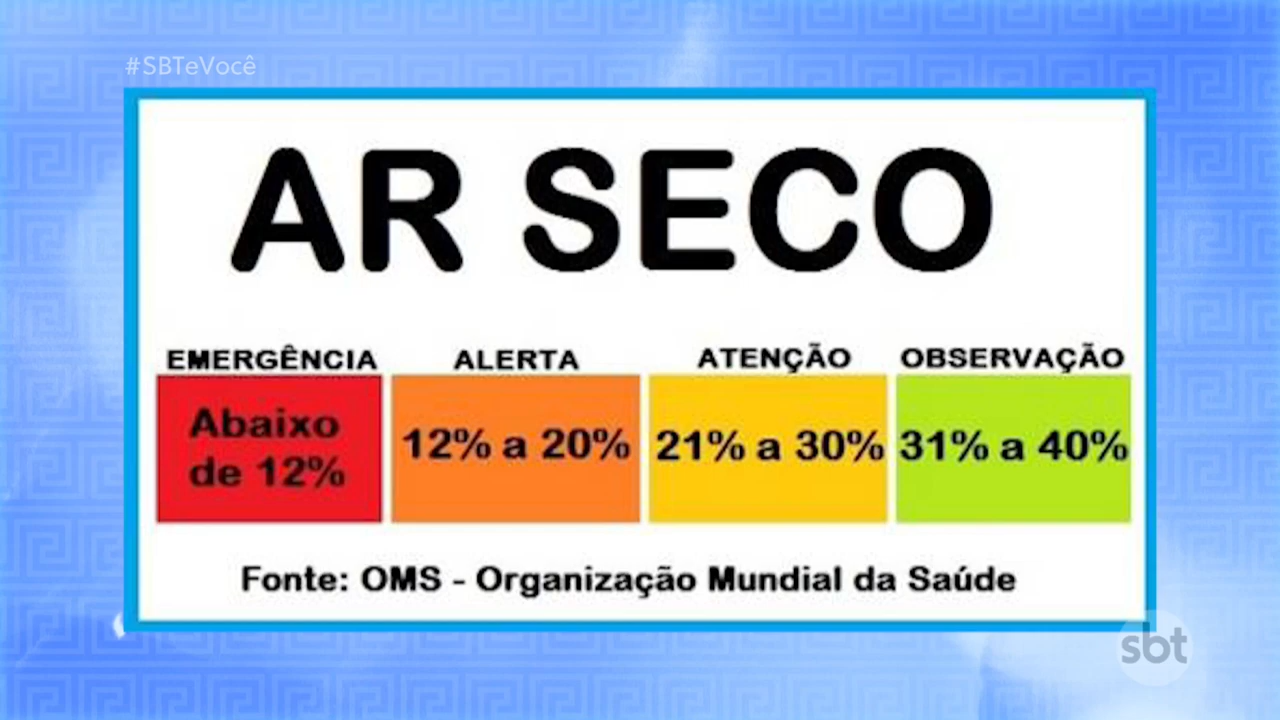 #SBTeVocê
AR SECO
EMERGÊNCIA ALERTA ATENÇÃO OBSERVAÇÃO
Abaixo
de 12%
12% a 20% 21% a 30% 31% a 40%
Fonte: OMS - Organização Mundial da Saúde
sbt